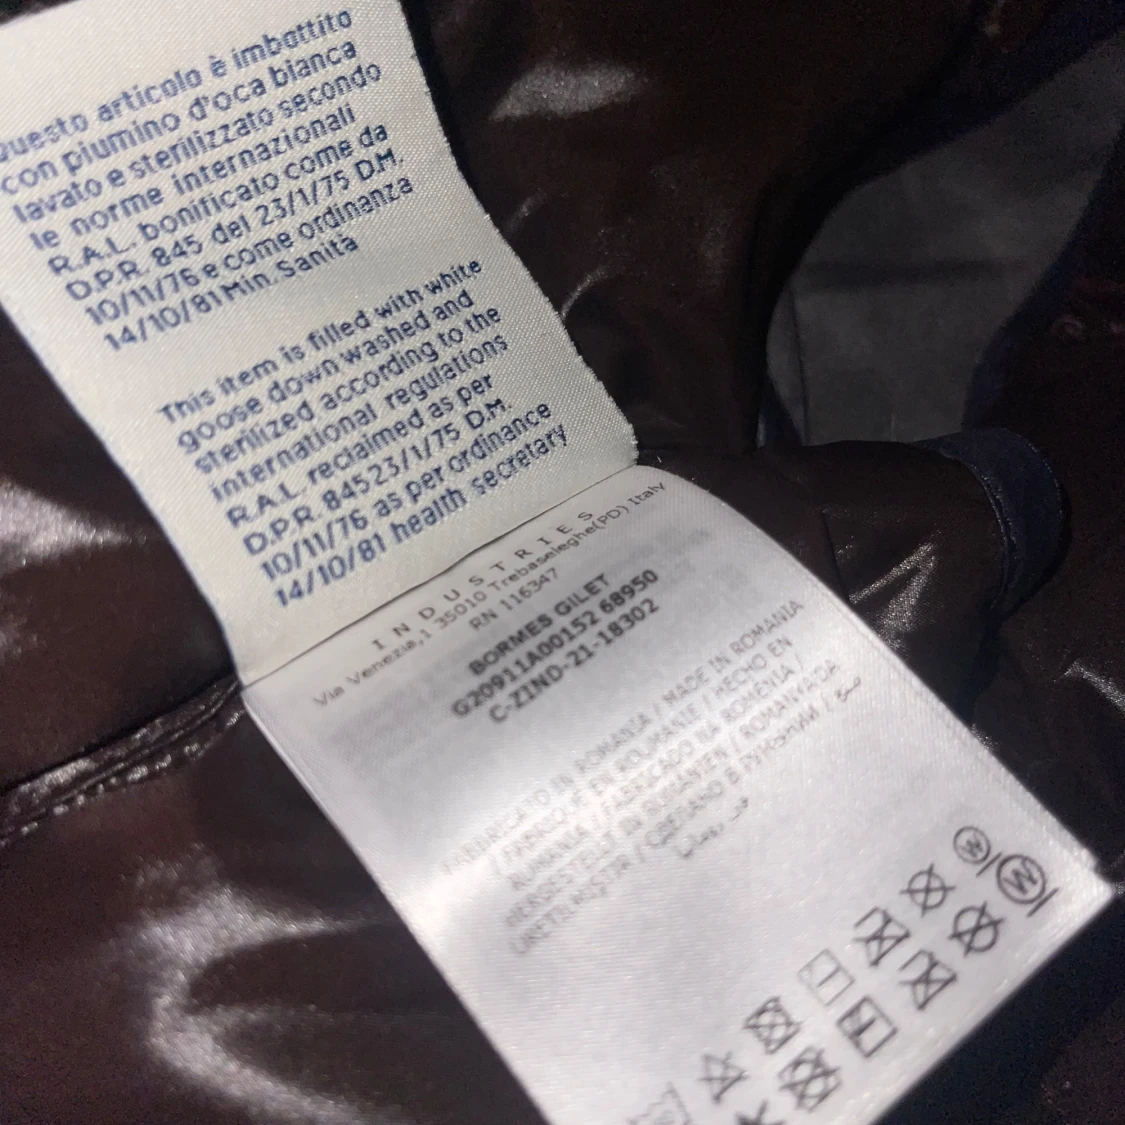 Questo articolo è imbottito
con piumino d'oca bianca
lavato e sterilizzato secondo
le norme internazionali
R.A.L. bonificato come da
D.P.R. 845 del 23/1/75 D.M.
10/11/76 e come ordinanza
14/10/81 Min. Sanità
This item is filled with white
goose down washed and
sterilized according to the
international regulations
R.A.L. reclaimed as per
D.P.R. 84523/1/75 D.M.
10/11/76 as per ordinance
14/10/81 health secretary
INDUSTRIES
Via Venezia,1 35010 Trebaseleghe(PD) Italy
RN 116347
BORMES GILET
G20911A00152 68950
C-ZIND-21-18302
FABBRICATO IN ROMANIA / MADE IN ROMANIA
/ FABRIQUE EN ROUMANIE / HECHO EN
RUMANIA / FABRICADO NA ROMÉNIA /
HERGESTELLT IN RUMÄNIEN /
W
W